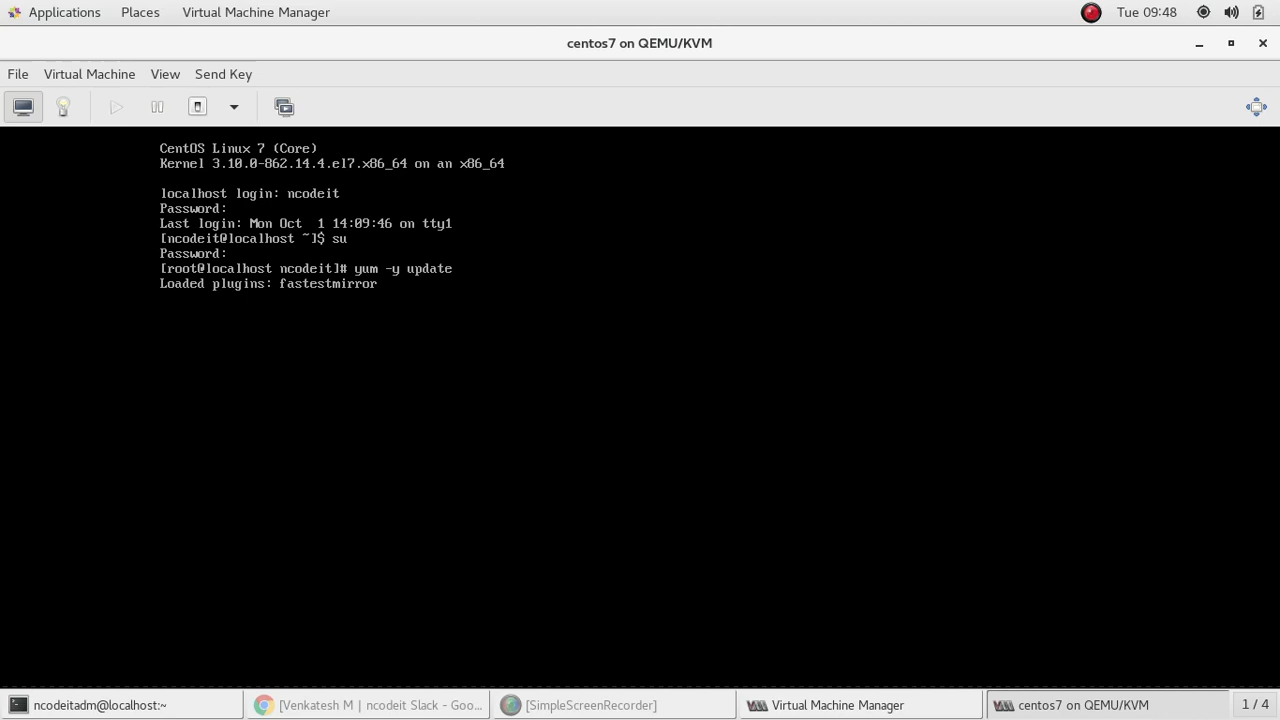 Applications Places Virtual Machine Manager Tue 09:48
centos7 on QEMU/KVM
File Virtual Machine View Send Key
CentOS Linux 7 (Core)
Kernel 3.10.0-862.14.4.el7.x86_64 on an x86_64
localhost login: ncodeit
Password:
Last login: Mon Oct  1 14:09:46 on tty1
[ncodeit@localhost ~]$ su
Password:
[root@localhost ncodeit]# yum -y update
Loaded plugins: fastestmirror
ncodeitadm@localhost:~ [Venkatesh M | ncodeit Slack - Goo... [SimpleScreenRecorder] Virtual Machine Manager centos7 on QEMU/KVM 1 / 4